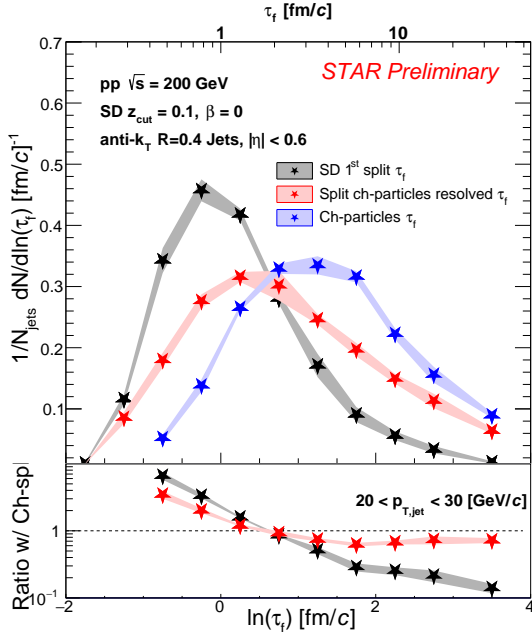 τf [fm/c]
1 10
0.7
0.6
0.5
0.4
0.3
0.2
0.1
1/Njets dN/dln(τf) [fm/c]-1
pp √s = 200 GeV
SD zcut = 0.1, β = 0
anti-kT R=0.4 Jets, |η| < 0.6
STAR Preliminary
SD 1st split τf
Split ch-particles resolved τf
Ch-particles τf
Ratio w/ Ch-spl
1
10-1
20 < pT,jet < 30 [GeV/c]
−2 0 2 4
ln(τf) [fm/c]